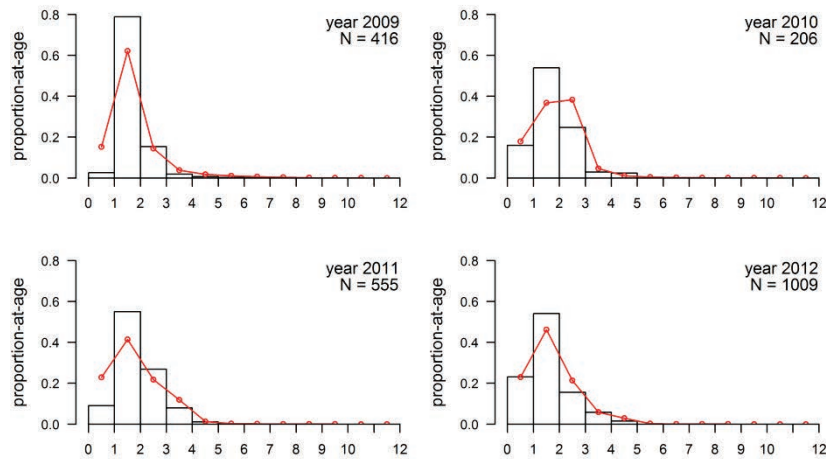 year 2009
N = 416
proportion-at-age
0.8
0.6
0.4
0.2
0.0
0 1 2 3 4 5 6 7 8 9 10 12
year 2010
N = 206
proportion-at-age
0.8
0.6
0.4
0.2
0.0
0 1 2 3 4 5 6 7 8 9 10 12
year 2011
N = 555
proportion-at-age
0.8
0.6
0.4
0.2
0.0
0 1 2 3 4 5 6 7 8 9 10 12
year 2012
N = 1009
proportion-at-age
0.8
0.6
0.4
0.2
0.0
0 1 2 3 4 5 6 7 8 9 10 12